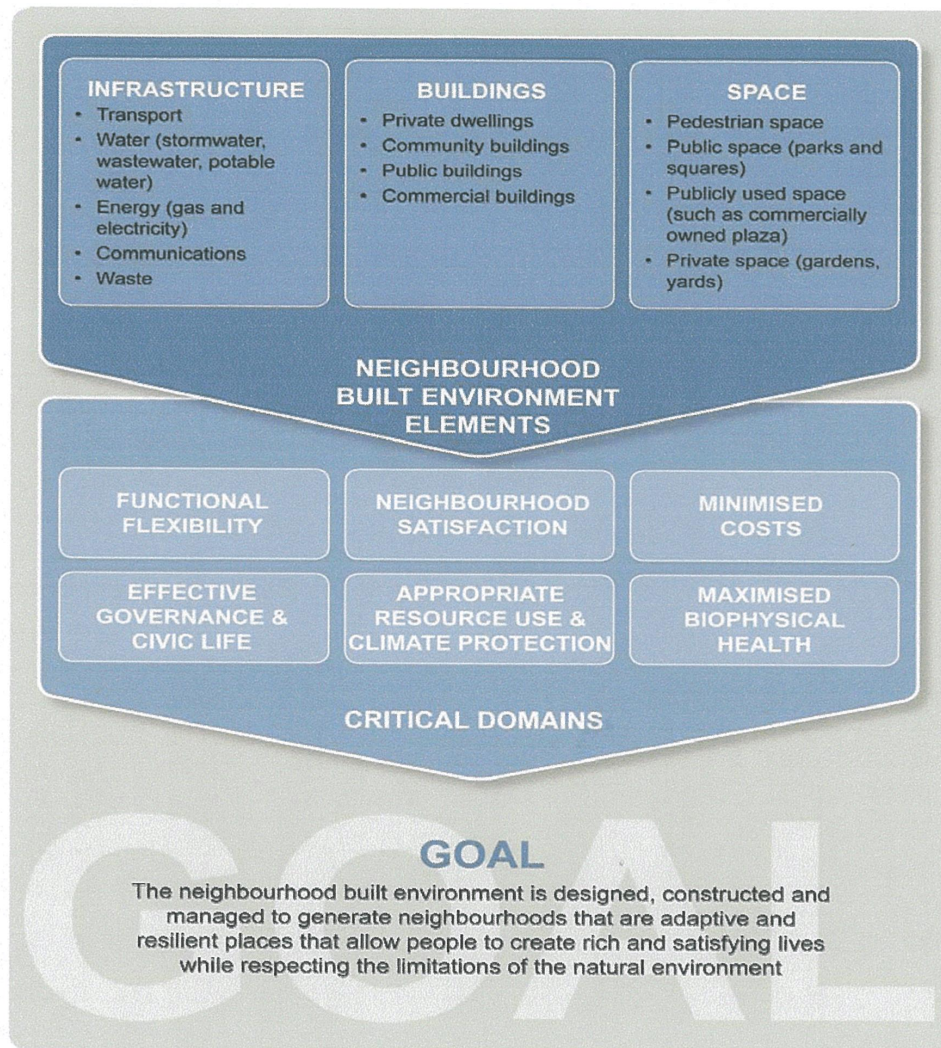 INFRASTRUCTURE
• Transport
• Water (stormwater,
wastewater, potable
water)
• Energy (gas and
electricity)
• Communications
• Waste
BUILDINGS
• Private dwellings
• Community buildings
• Public buildings
• Commercial buildings
SPACE
• Pedestrian space
• Public space (parks and
squares)
• Publicly used space
(such as commercially
owned plaza)
• Private space (gardens,
yards)
NEIGHBOURHOOD
BUILT ENVIRONMENT
ELEMENTS
FUNCTIONAL
FLEXIBILITY
NEIGHBOURHOOD
SATISFACTION
MINIMISED
COSTS
EFFECTIVE
GOVERNANCE &
CIVIC LIFE
APPROPRIATE
RESOURCE USE &
CLIMATE PROTECTION
MAXIMISED
BIOPHYSICAL
HEALTH
CRITICAL DOMAINS
GOAL
GOAL
The neighbourhood built environment is designed, constructed and
managed to generate neighbourhoods that are adaptive and
resilient places that allow people to create rich and satisfying lives
while respecting the limitations of the natural environment